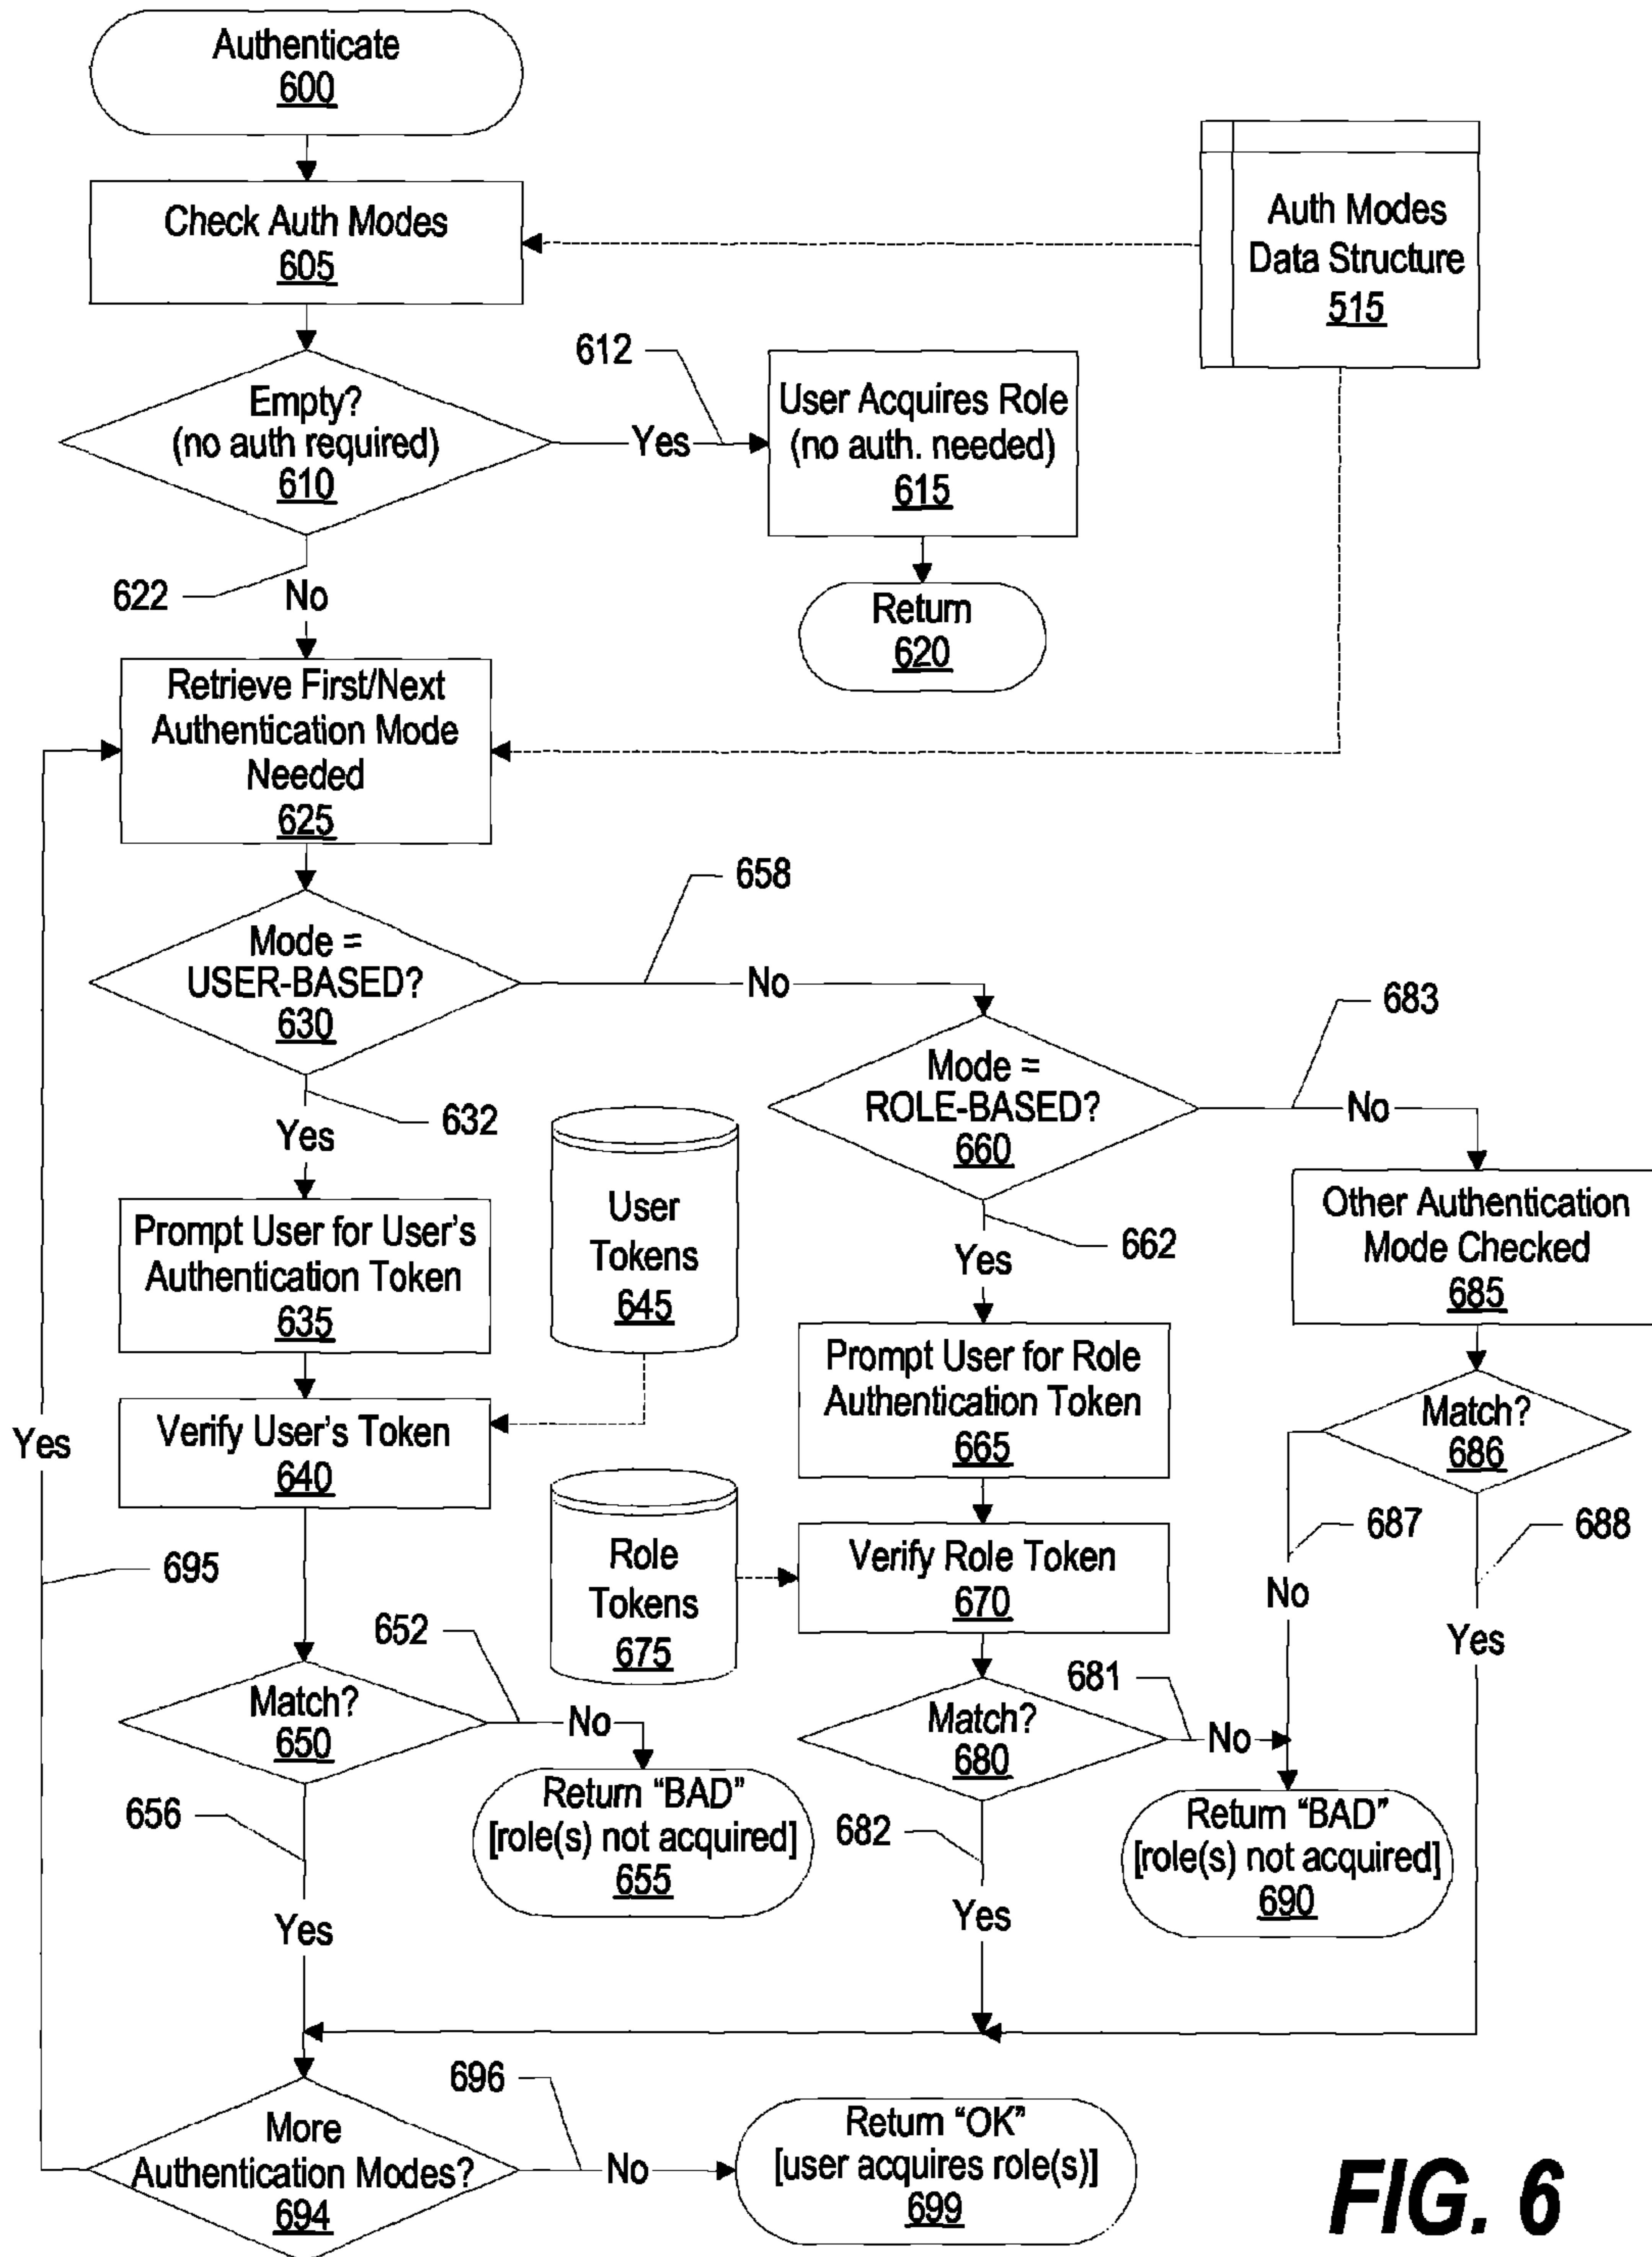 Authenticate
600
Check Auth Modes
605
Auth Modes
Data Structure
515
612
Empty?
(no auth required)
610
Yes
User Acquires Role
(no auth. needed)
615
622
No
Return
620
Retrieve First/Next
Authentication Mode
Needed
625
658
Mode =
USER-BASED?
630
No
683
Mode =
ROLE-BASED?
660
No
632
Yes
User
Tokens
645
662
Yes
Other Authentication
Mode Checked
685
Prompt User for User's
Authentication Token
635
Prompt User for Role
Authentication Token
665
Match?
686
Yes
Verify User's Token
640
687
688
695
Role
Tokens
675
Verify Role Token
670
No
Yes
652
681
Match?
650
No
Match?
680
No
656
Return “BAD”
[role(s) not acquired]
655
682
Return “BAD”
[role(s) not acquired]
690
Yes
Yes
696
More
Authentication Modes?
694
No
Return “OK”
[user acquires role(s)]
699
FIG. 6